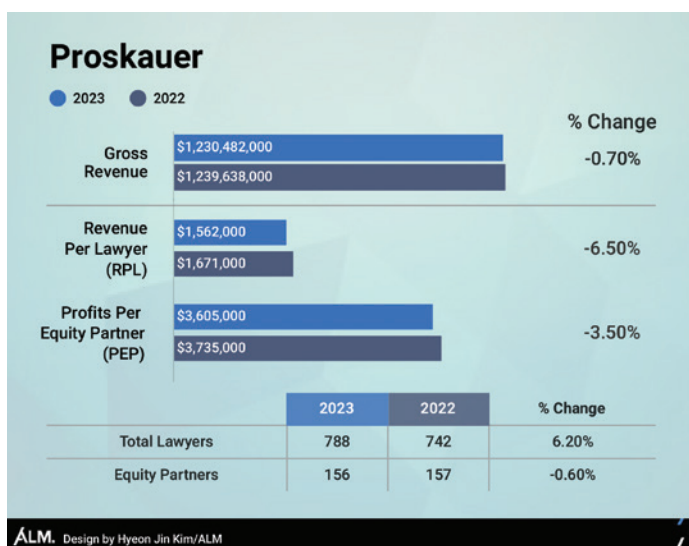 Proskauer
2023 2022
% Change
Gross
Revenue
$1,230,482,000
$1,239,638,000
-0.70%
Revenue
Per Lawyer
(RPL)
$1,562,000
$1,671,000
-6.50%
Profits Per
Equity Partner
(PEP)
$3,605,000
$3,735,000
-3.50%
2023 2022 % Change
Total Lawyers 788 742 6.20%
Equity Partners 156 157 -0.60%
ALM. Design by Hyeon Jin Kim/ALM